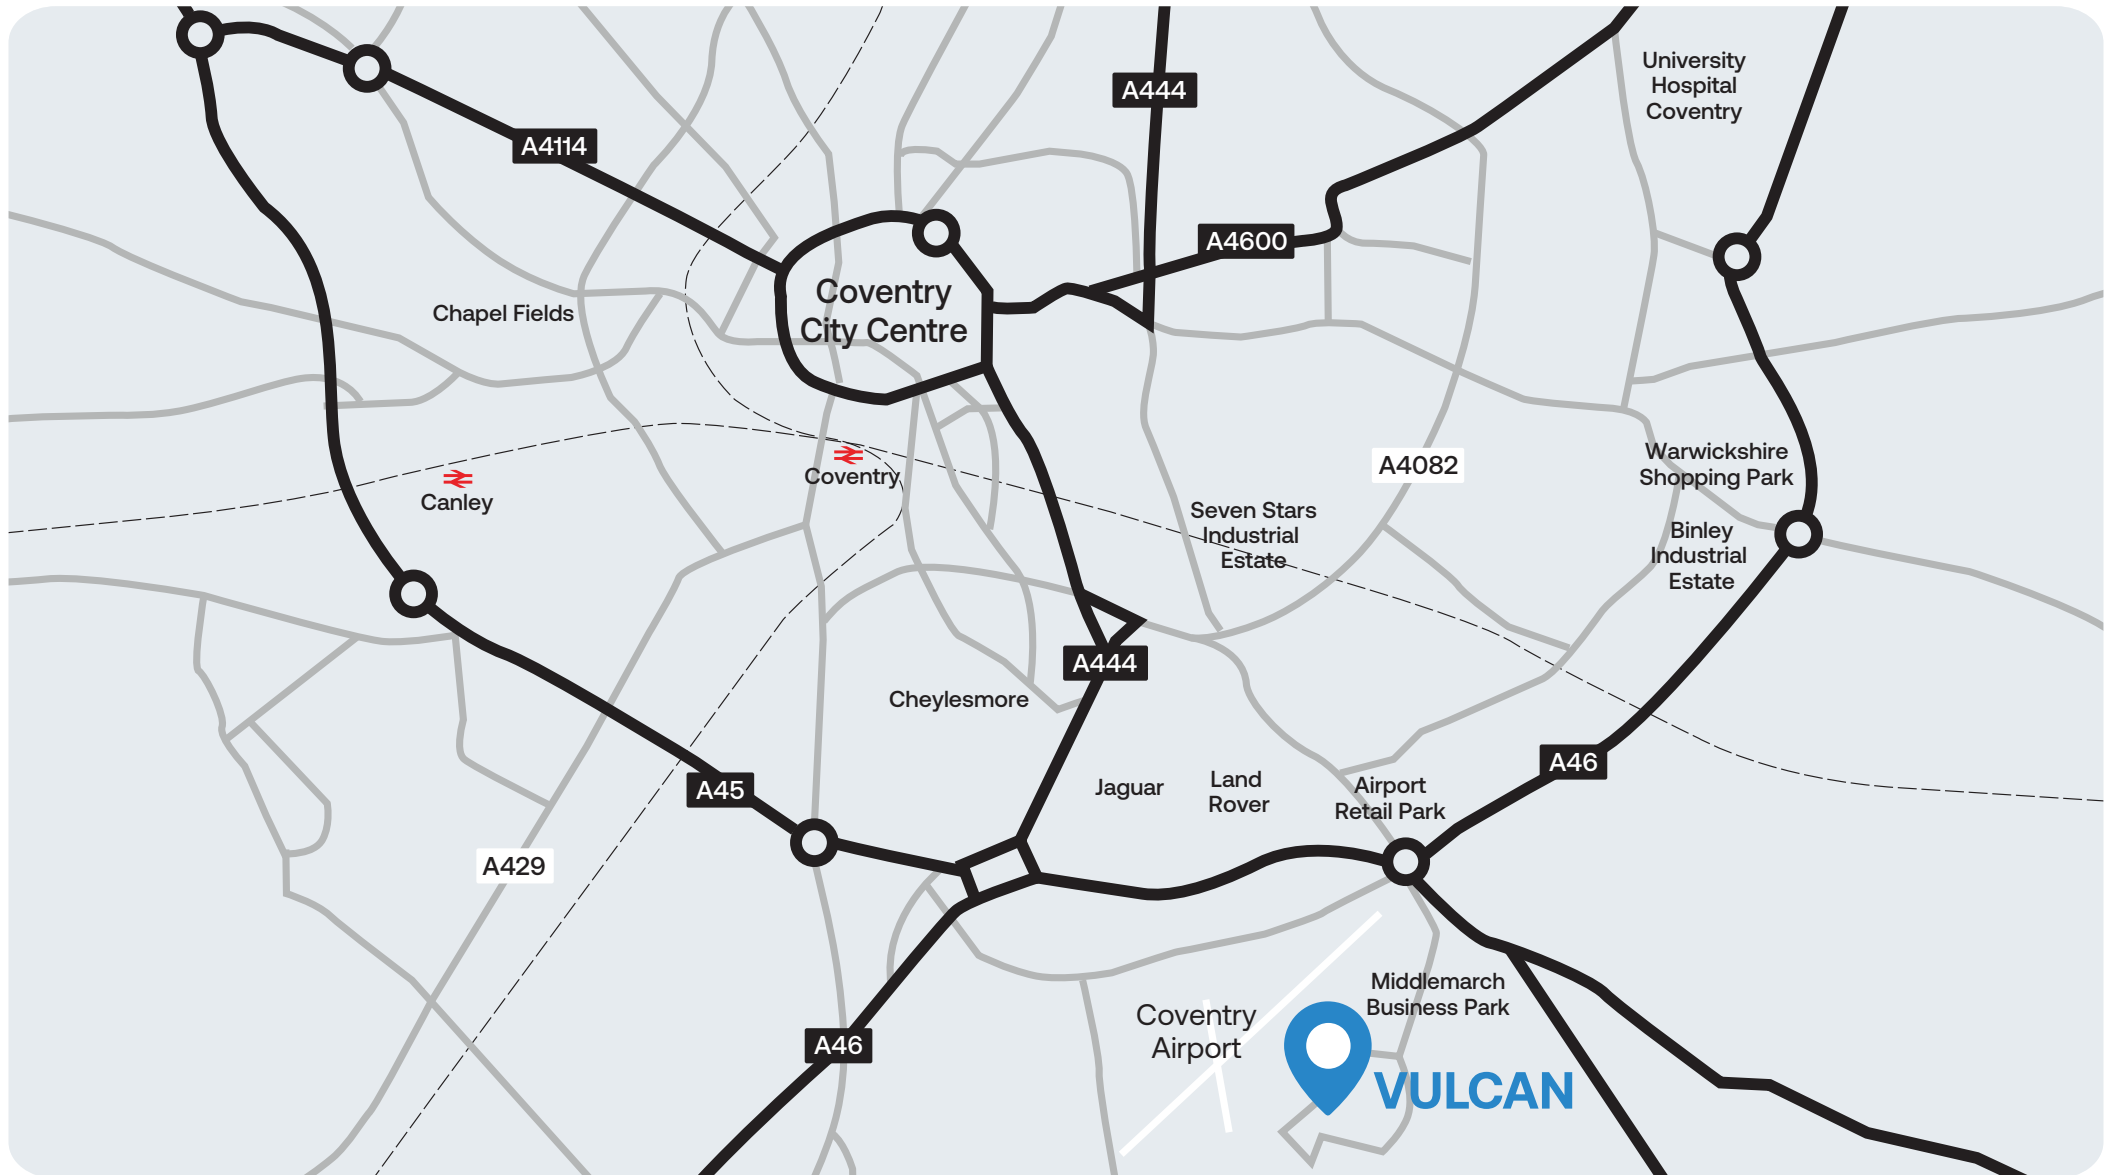 University
Hospital
Coventry
A444
A4114
A4600
Coventry
City Centre
Chapel Fields
Warwickshire
Shopping Park
A4082
Coventry
Canley
Seven Stars
Industrial
Estate
Binley
Industrial
Estate
A444
Cheylesmore
A46
Jaguar
Land
Rover
Airport
Retail Park
A45
A429
Middlemarch
Business Park
Coventry
Airport
A46
VULCAN